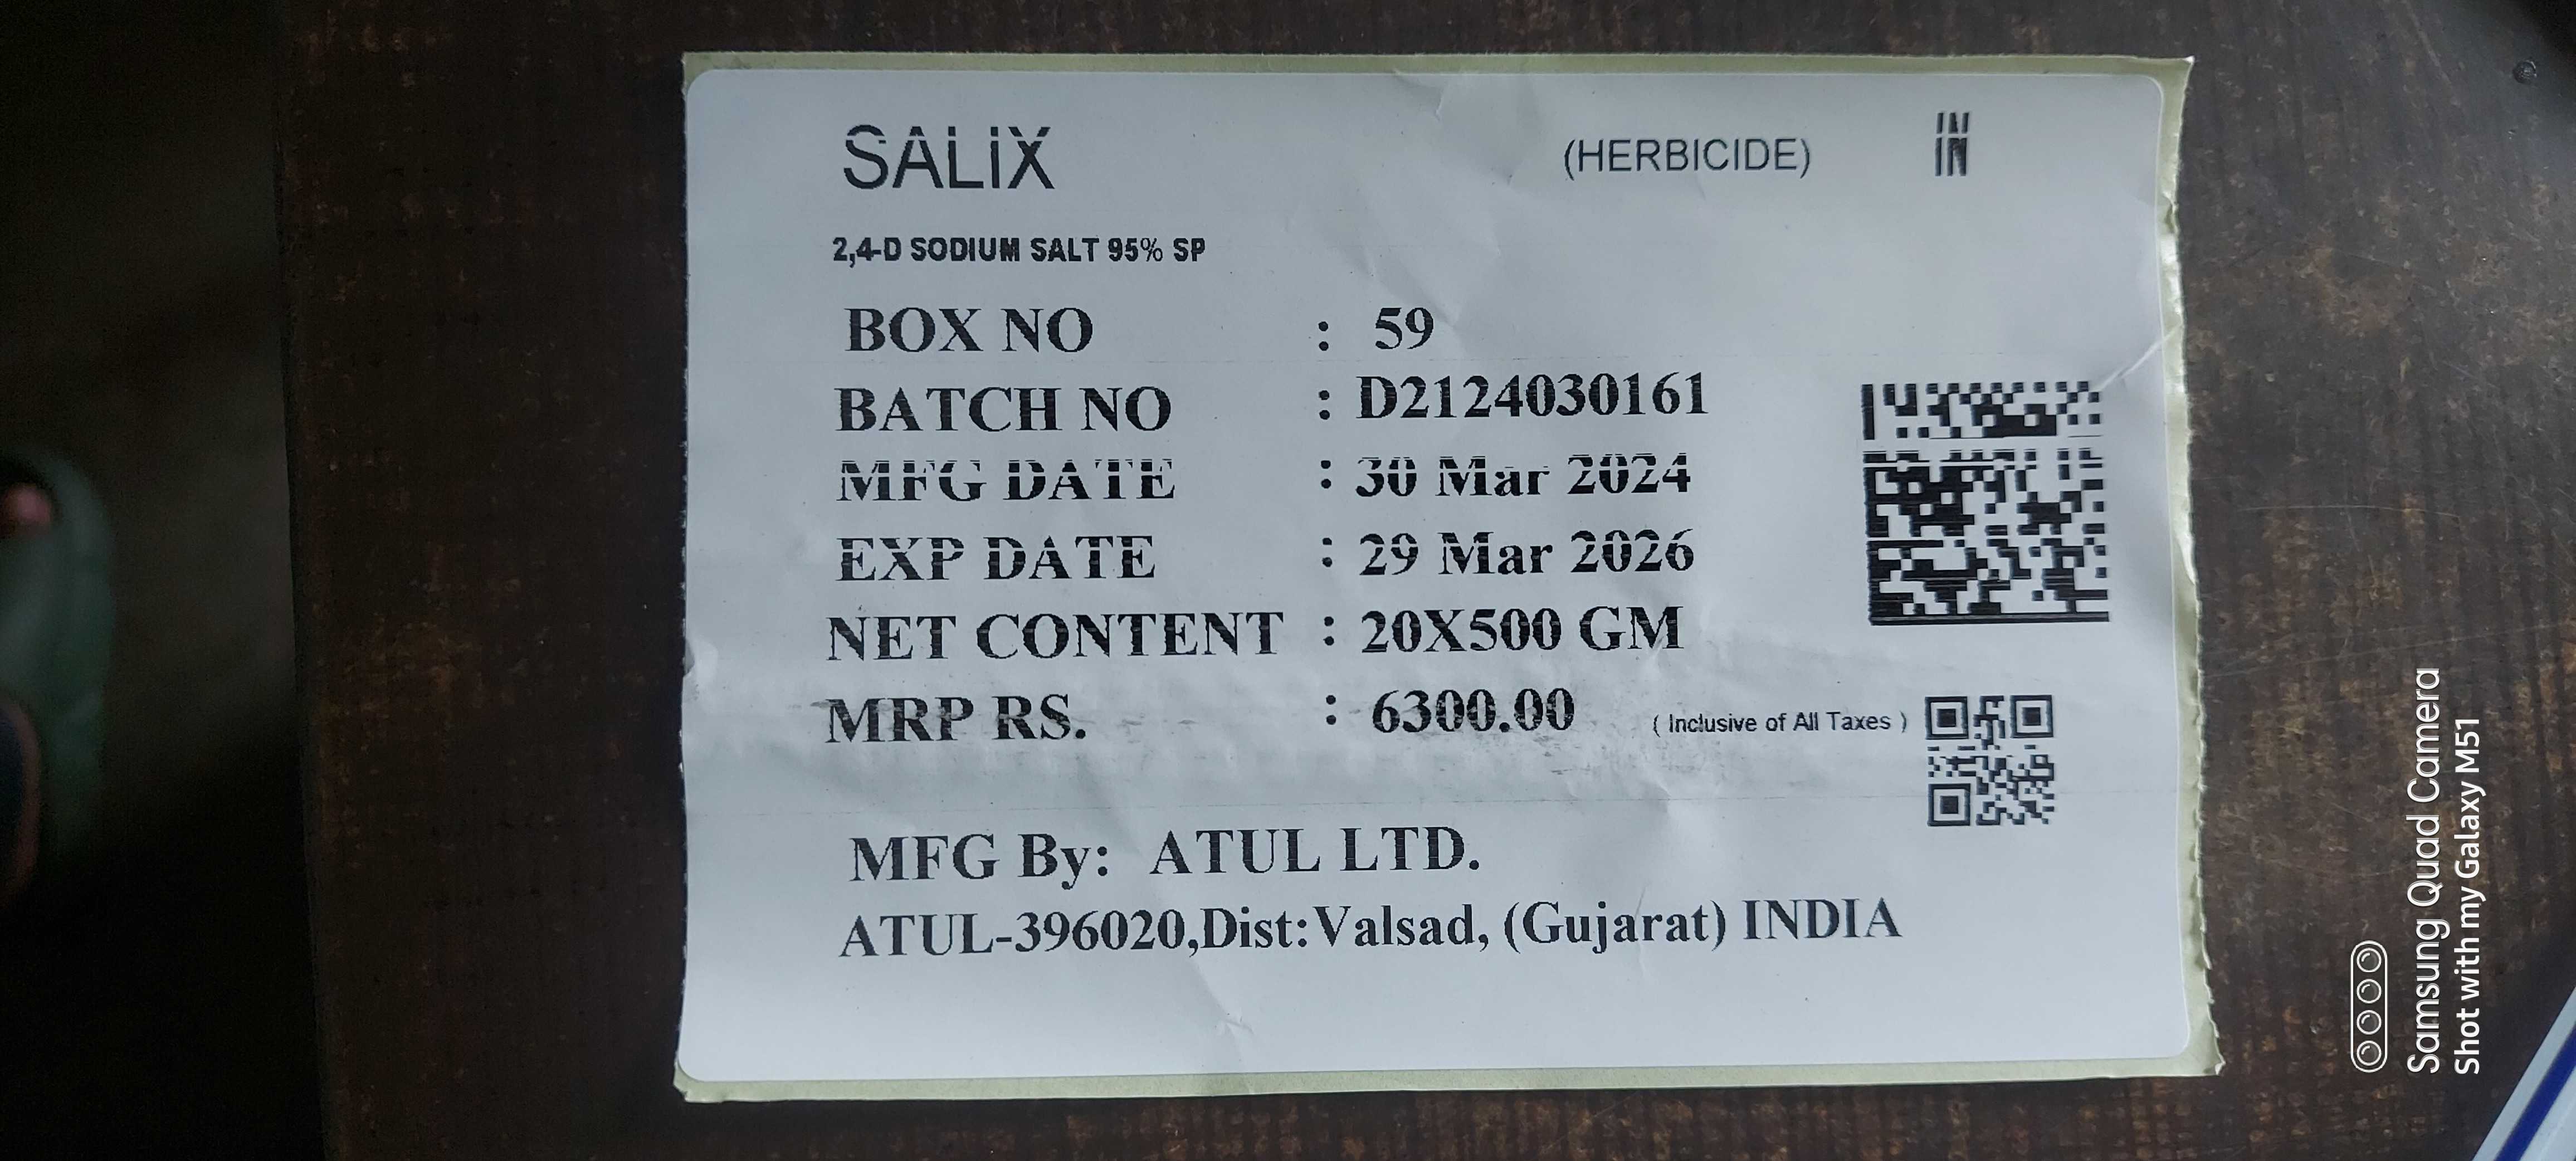 SALIX (HERBICIDE) IN
2,4-D SODIUM SALT 95% SP
BOX NO : 59
BATCH NO : D2124030161
MFG DATE : 30 Mar 2024
EXP DATE : 29 Mar 2026
NET CONTENT : 20X500 GM
MRP RS. : 6300.00 ( Inclusive of All Taxes )
MFG By: ATUL LTD.
ATUL-396020,Dist:Valsad, (Gujarat) INDIA
Samsung Quad Camera
Shot with my Galaxy M51